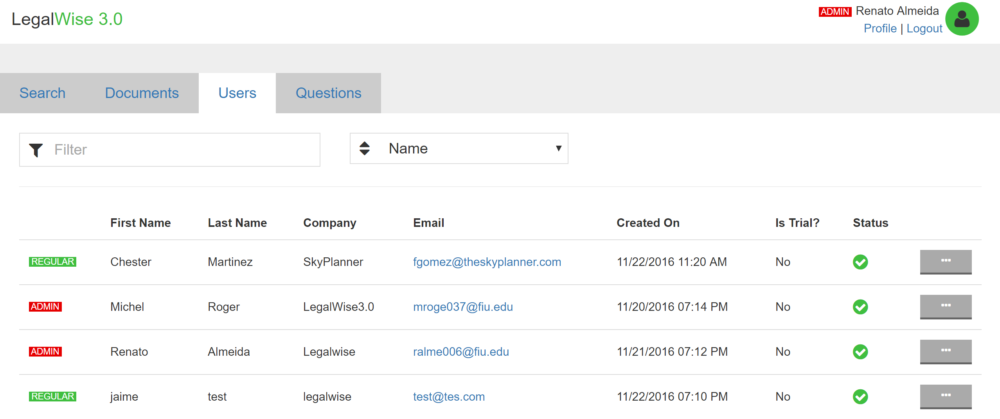 LegalWise 3.0
ADMIN Renato Almeida
Profile | Logout
Search Documents Users Questions
Filter Name
First Name Last Name Company Email Created On Is Trial? Status
REGULAR Chester Martinez SkyPlanner fgomez@theskyplanner.com 11/22/2016 11:20 AM No
ADMIN Michel Roger LegalWise3.0 mroge037@fiu.edu 11/20/2016 07:14 PM No
ADMIN Renato Almeida Legalwise ralme006@fiu.edu 11/21/2016 07:12 PM No
REGULAR jaime test legalwise test@tes.com 11/22/2016 07:10 PM No